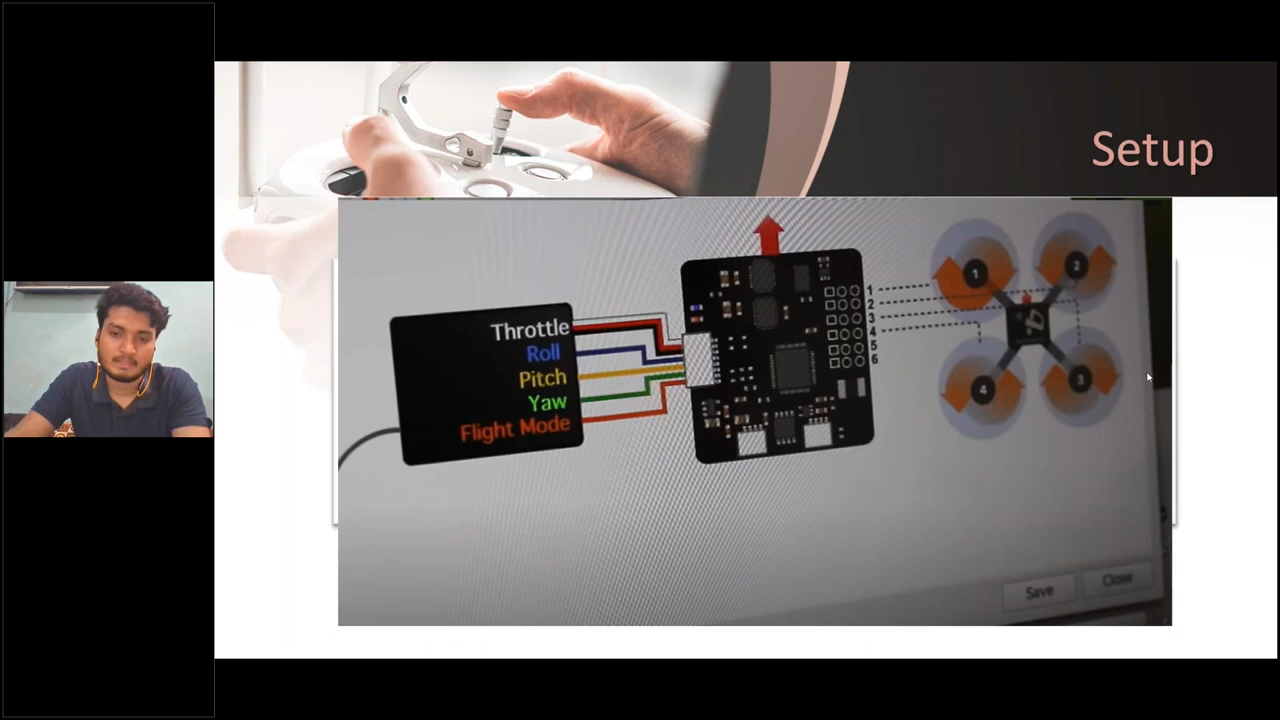 Setup
Throttle
Roll
Pitch
Yaw
Flight Mode
1
2
3
4
5
6
1
2
4
3
Save
Close